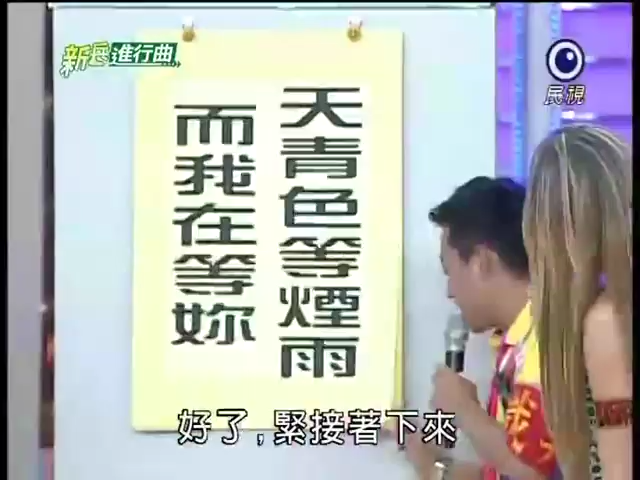 新兵進行曲
民視
天青色等煙雨
而我在等妳
好了,緊接著下來